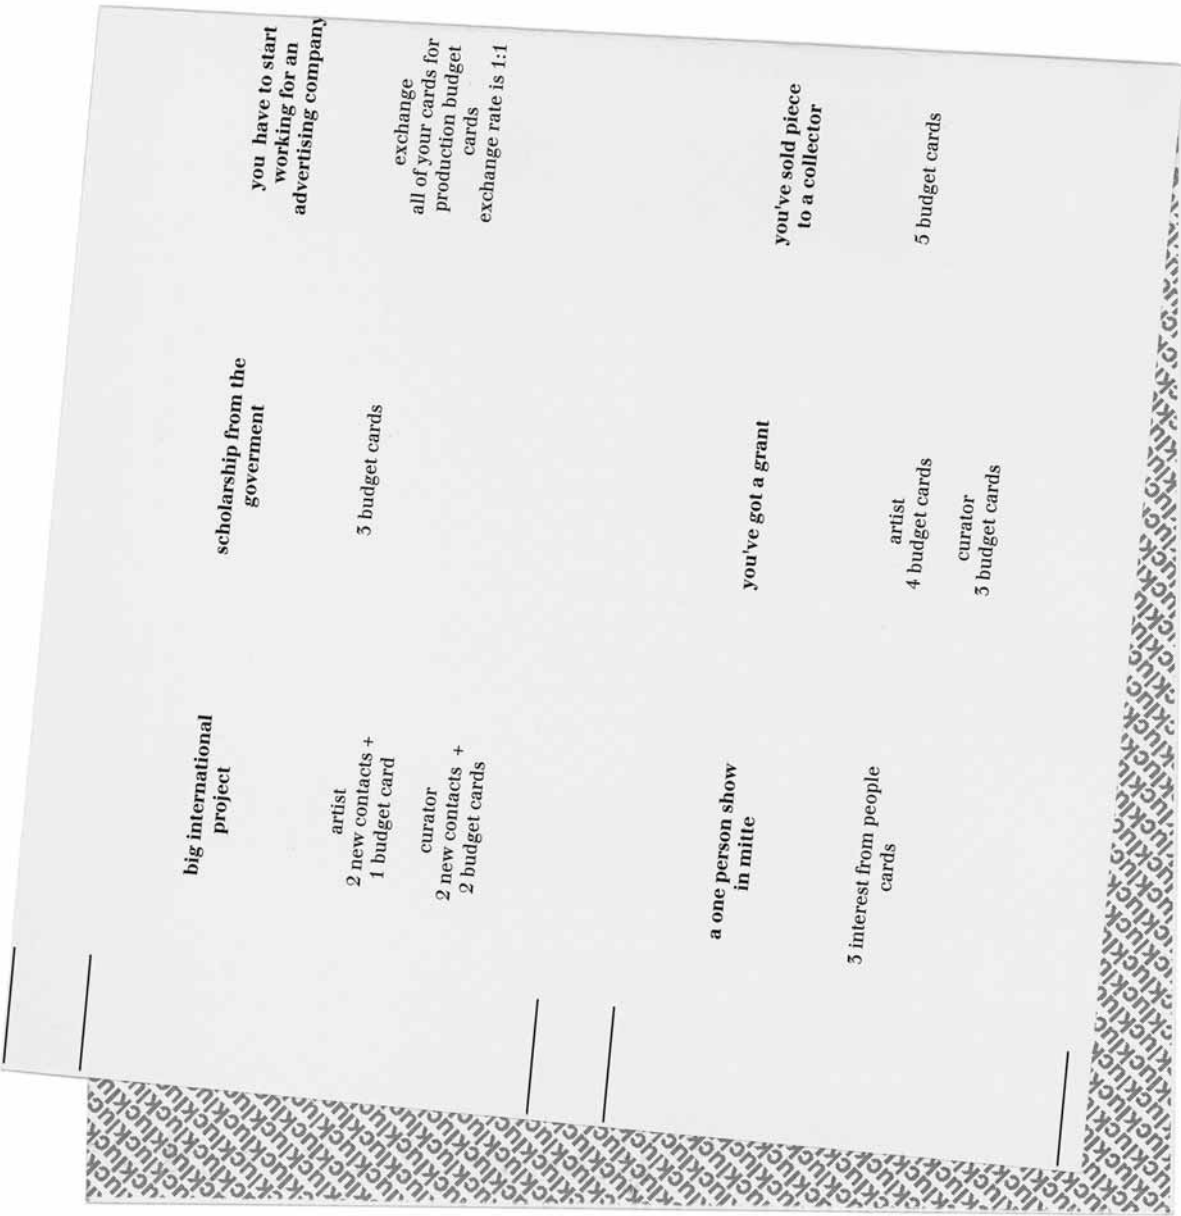 big international
project
artist
2 new contacts +
1 budget card
curator
2 new contacts +
2 budget cards
scholarship from the
goverment
3 budget cards
you have to start
working for an
advertising company
exchange
all of your cards for
production budget
cards
exchange rate is 1:1
a one person show
in mitte
3 interest from people
cards
you've got a grant
artist
4 budget cards
curator
3 budget cards
you've sold piece
to a collector
5 budget cards